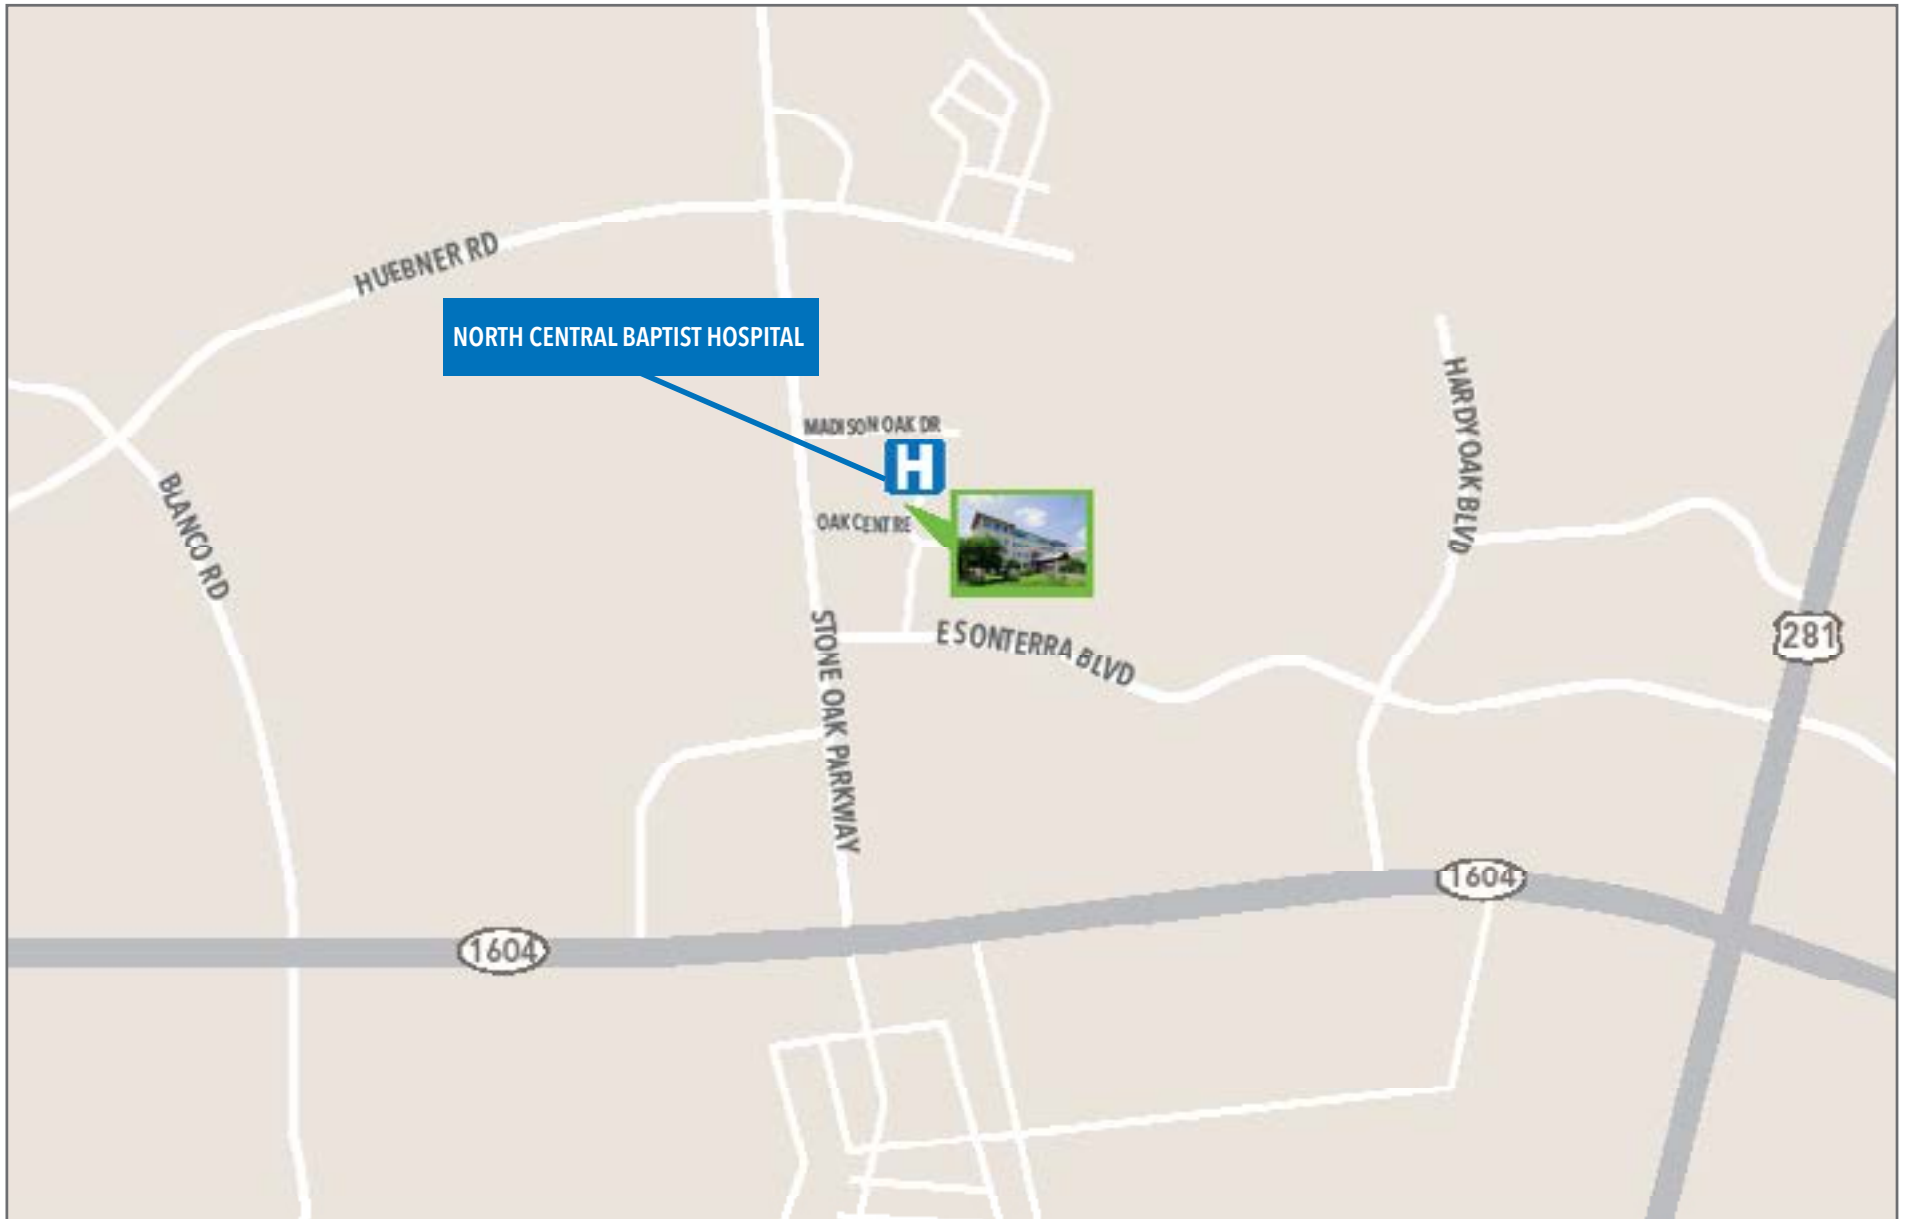 HUEBNER RD
NORTH CENTRAL BAPTIST HOSPITAL
HARDY OAK BLVD
MADISON OAK DR
H
BLANCO RD
OAK CENTRE
STONE OAK PARKWAY
E SONTERRA BLVD
281
1604
1604